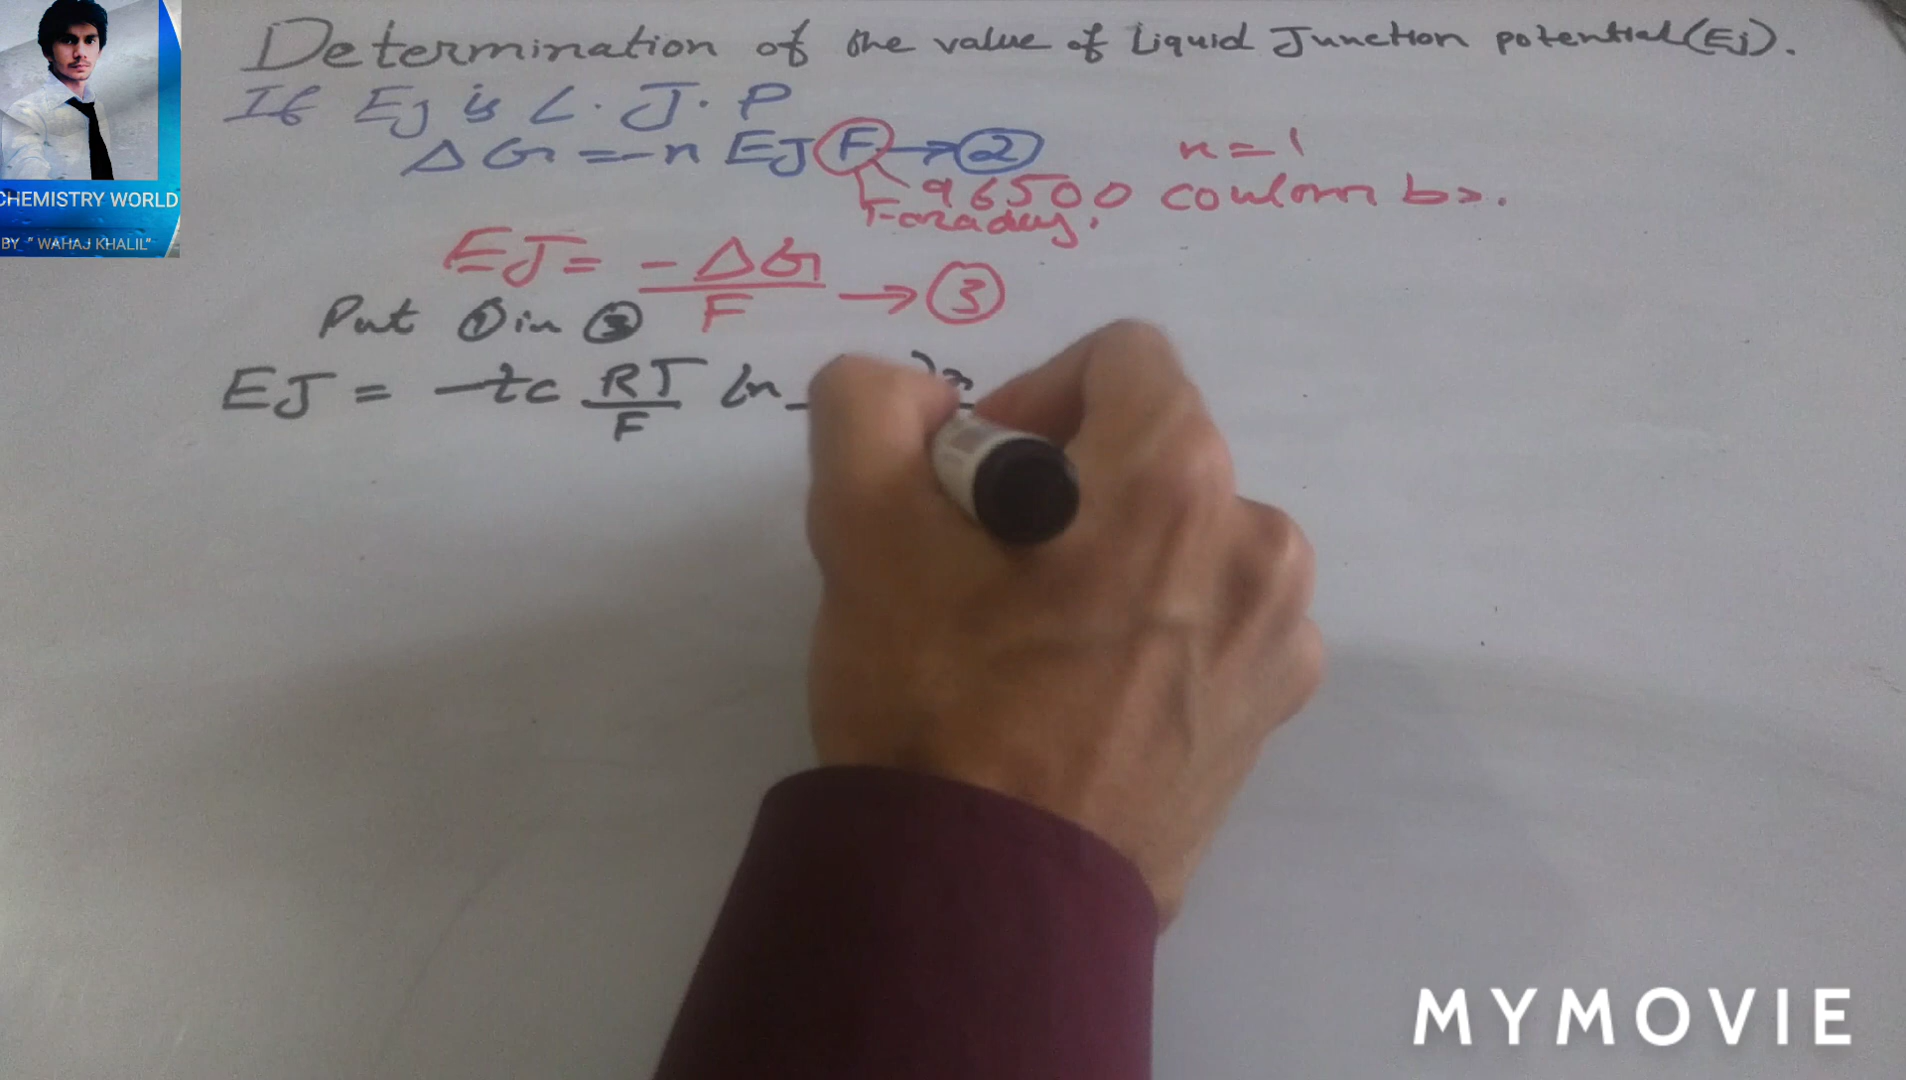 Determination of the value of Liquid Junction potential (Ej).
If Ej is L.J.P
ΔG = -n EJ F → ② n = 1
96500 coulombs.
Faraday.
EJ = -ΔG / F → ③
Put ① in ③
EJ = -tc RT / F ln
CHEMISTRY WORLD
BY -" WAHAJ KHALIL"
MYMOVIE